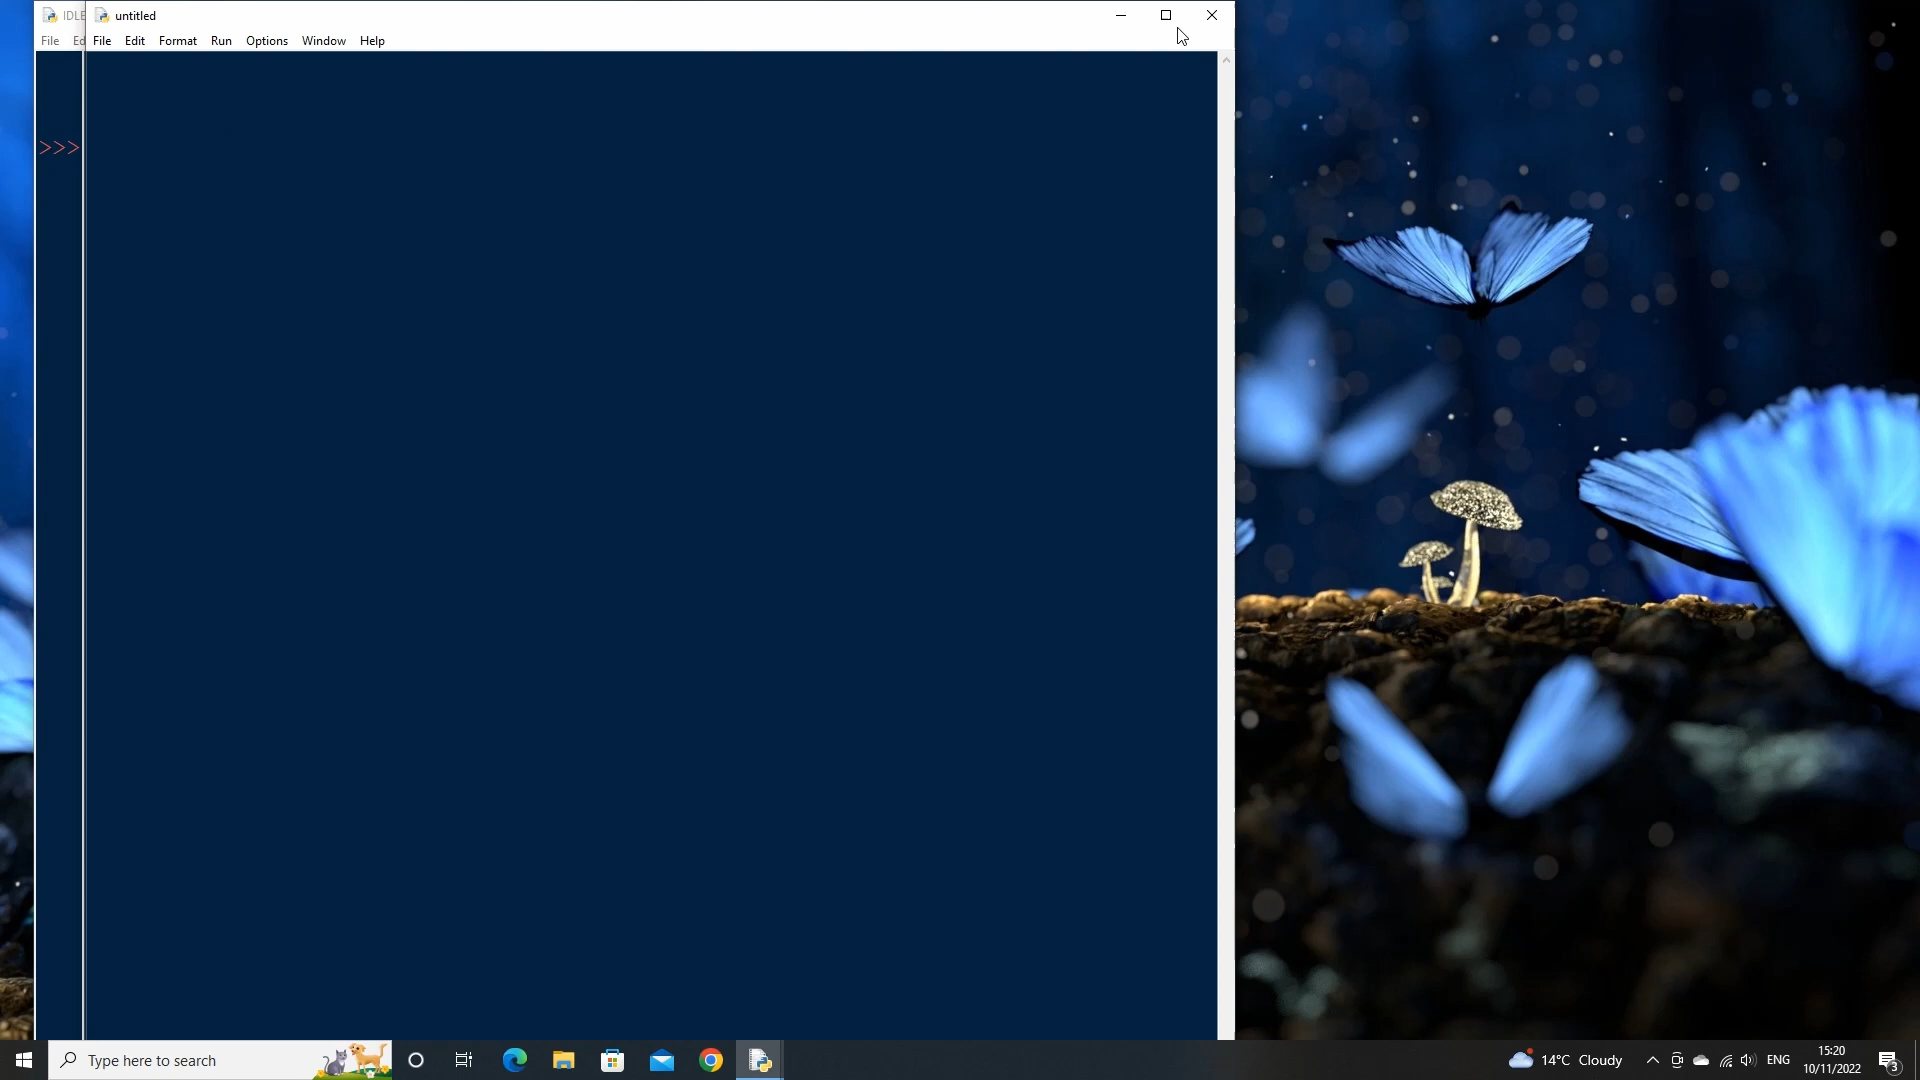 IDLE
untitled
File Ed
File Edit Format Run Options Window Help
>>>
Type here to search
14°C Cloudy
ENG
15:20
10/11/2022
3